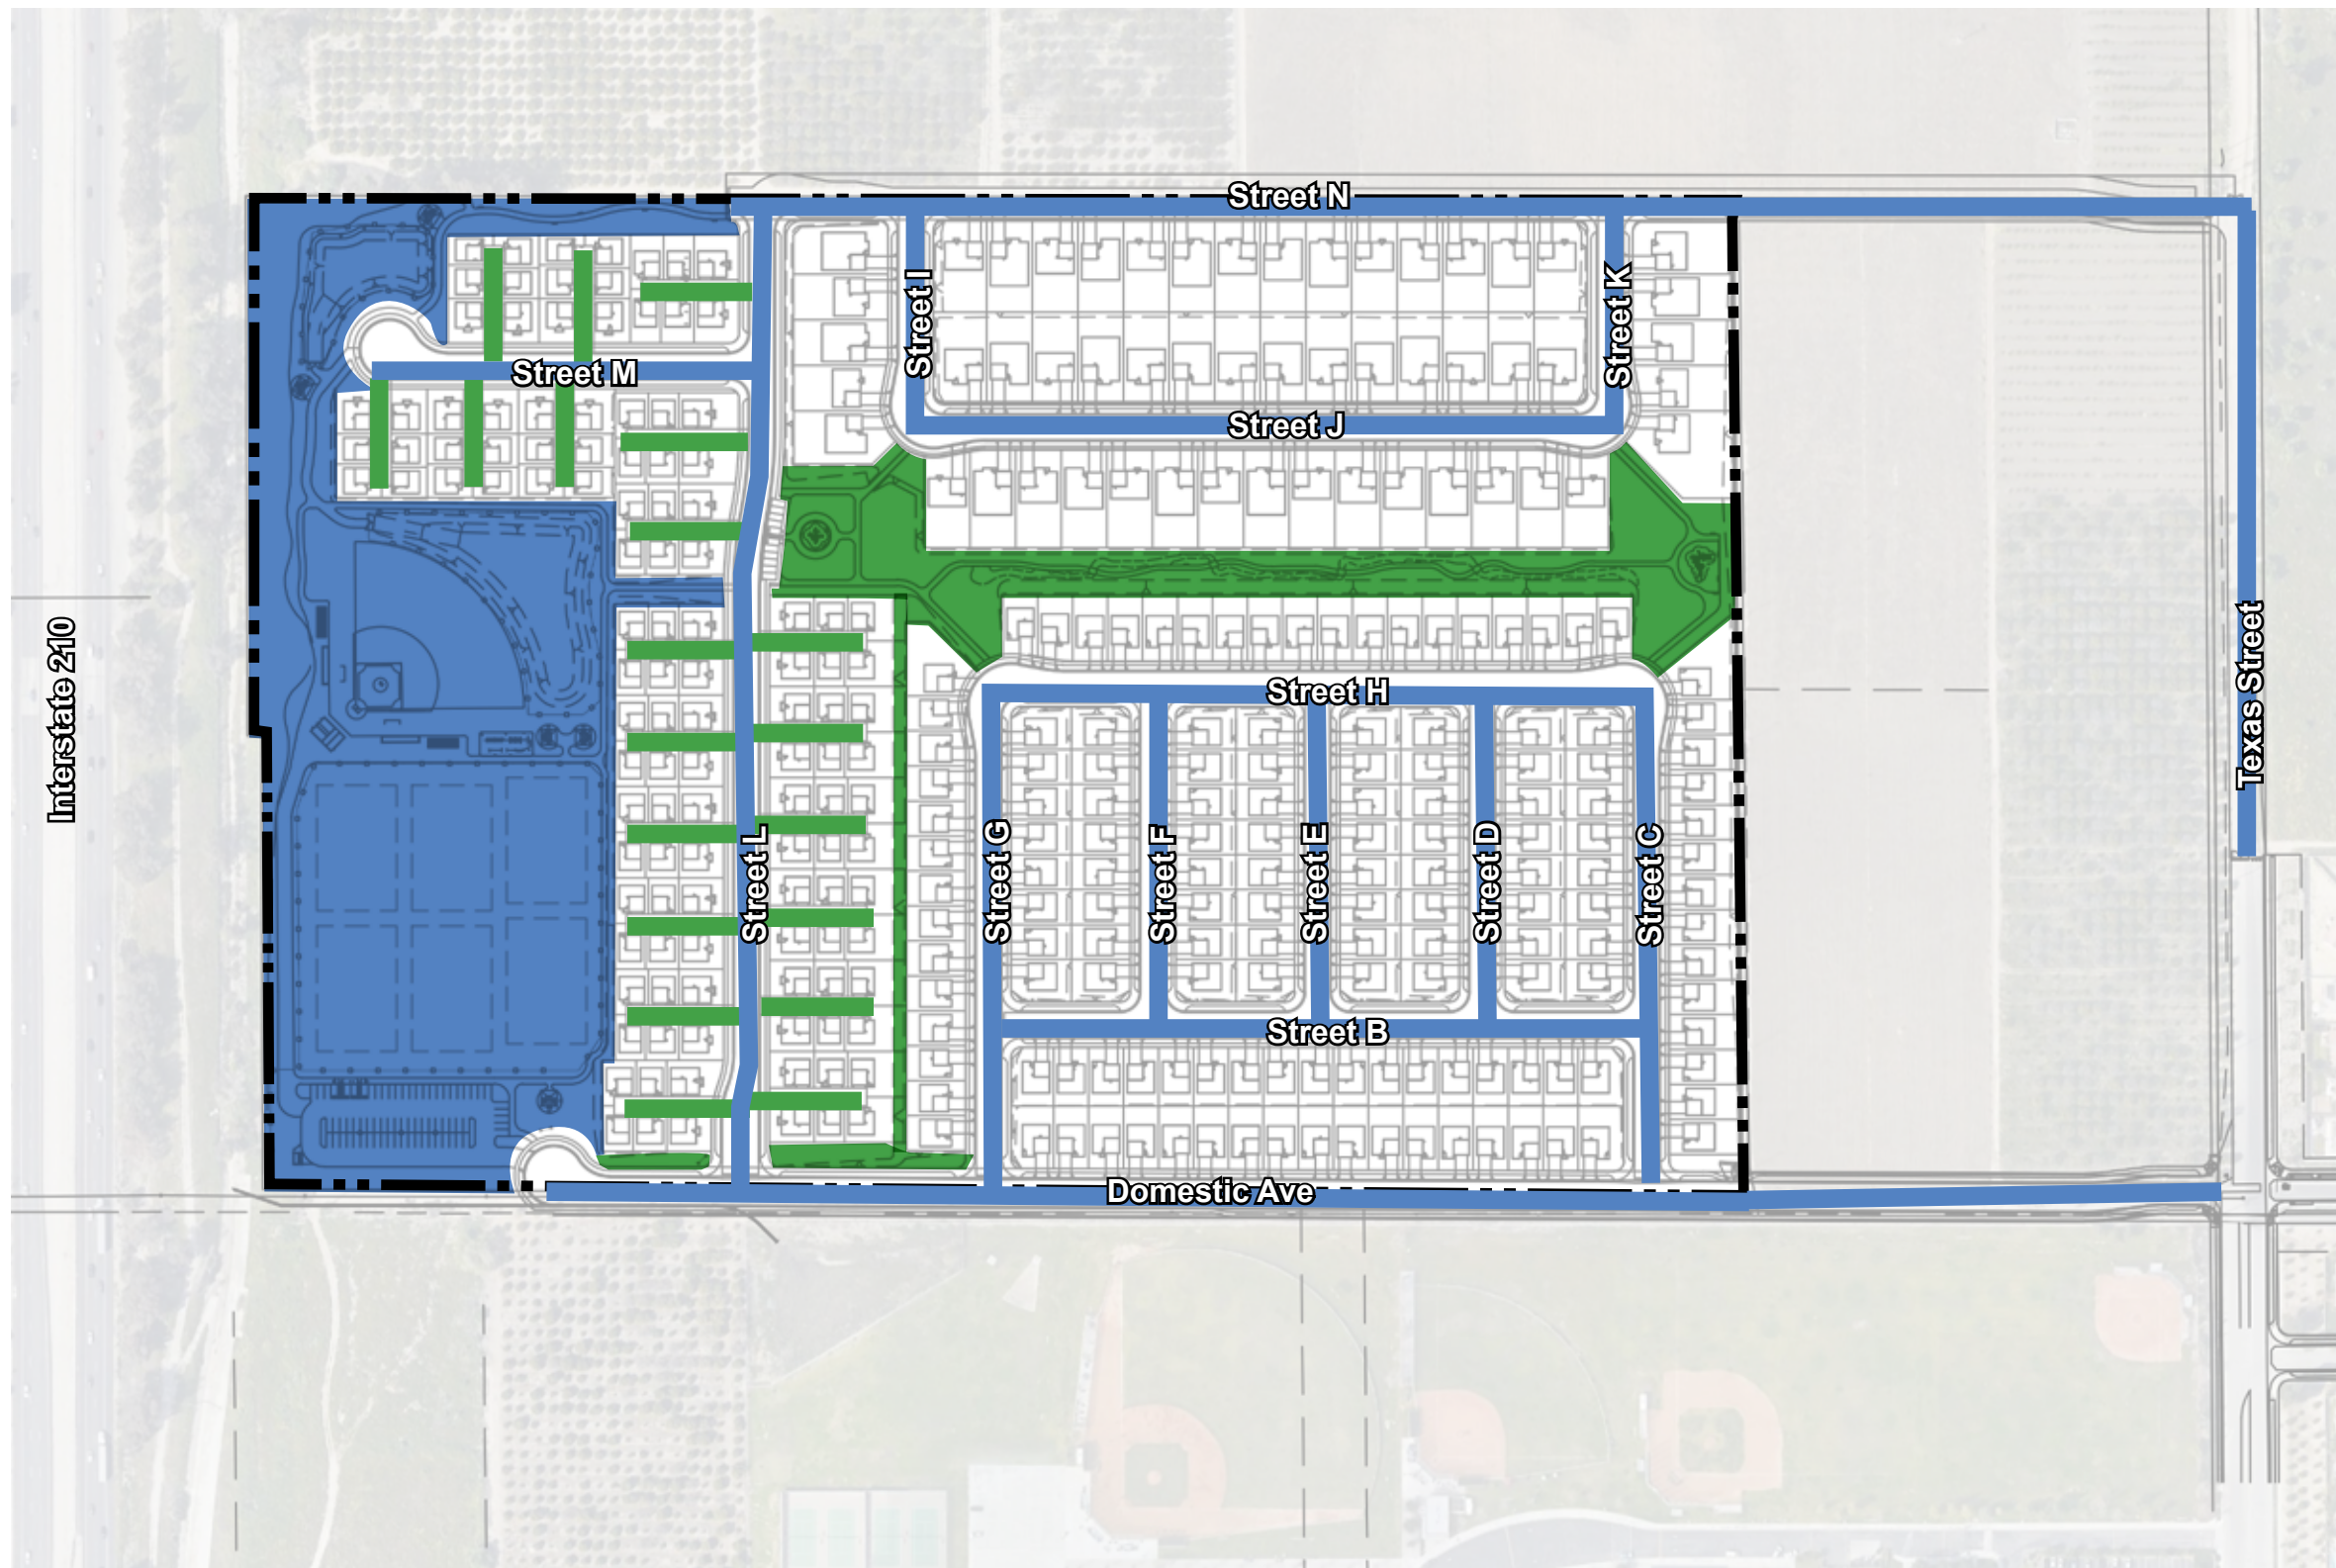 Street N
Street I
Street K
Street M
Street J
Interstate 210
Texas Street
Street H
Street L
Street G
Street F
Street E
Street D
Street C
Street B
Domestic Ave